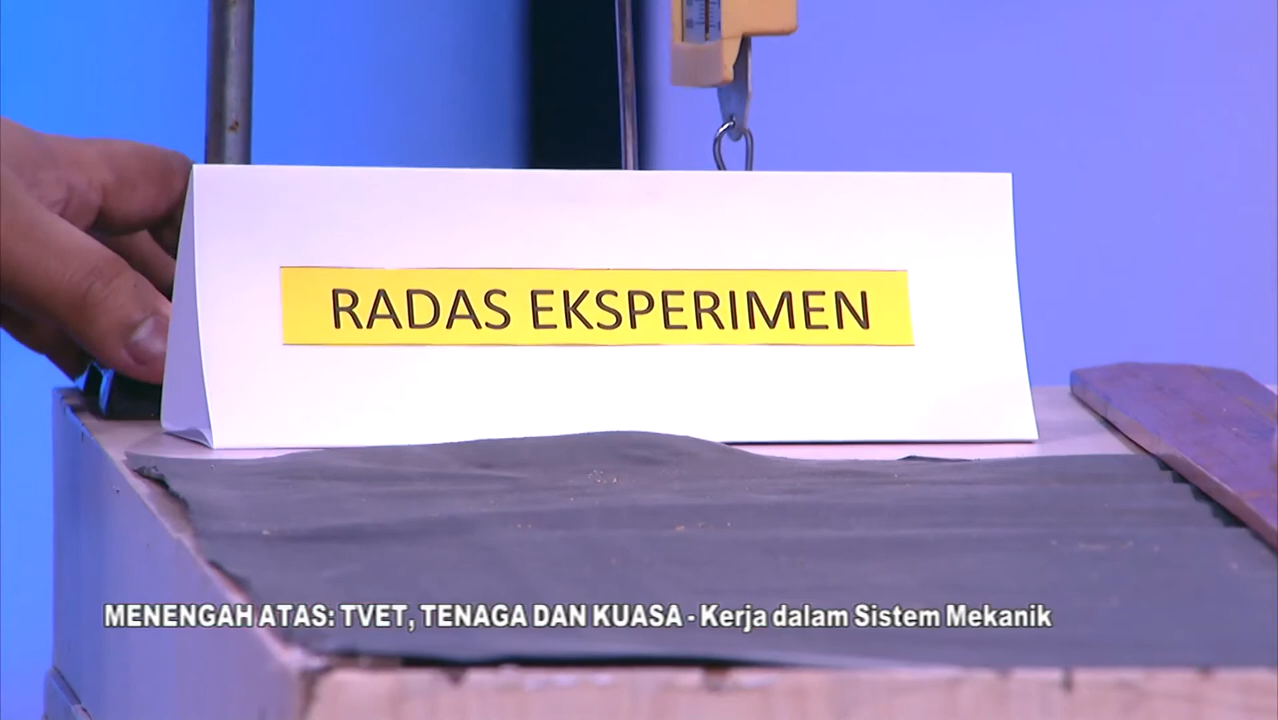 RADAS EKSPERIMEN
MENENGAH ATAS: TVET, TENAGA DAN KUASA - Kerja dalam Sistem Mekanik